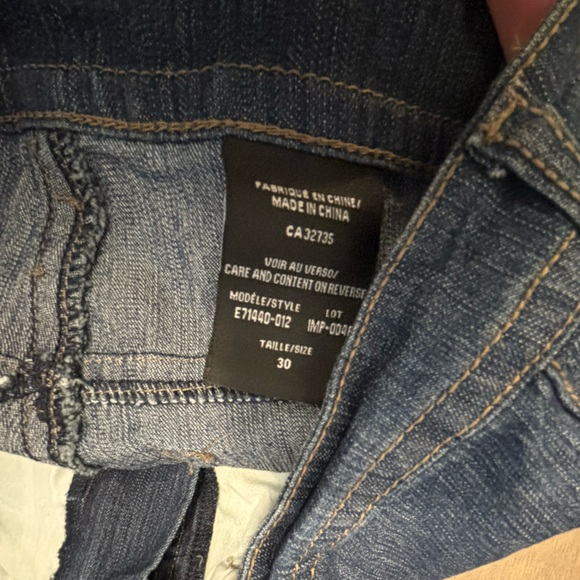 FABRIQUÉ EN CHINE/
MADE IN CHINA
CA 32735
VOIR AU VERSO/
CARE AND CONTENT ON REVERSE
MODÈLE/STYLE LOT
E71440-012
TAILLE/SIZE
30